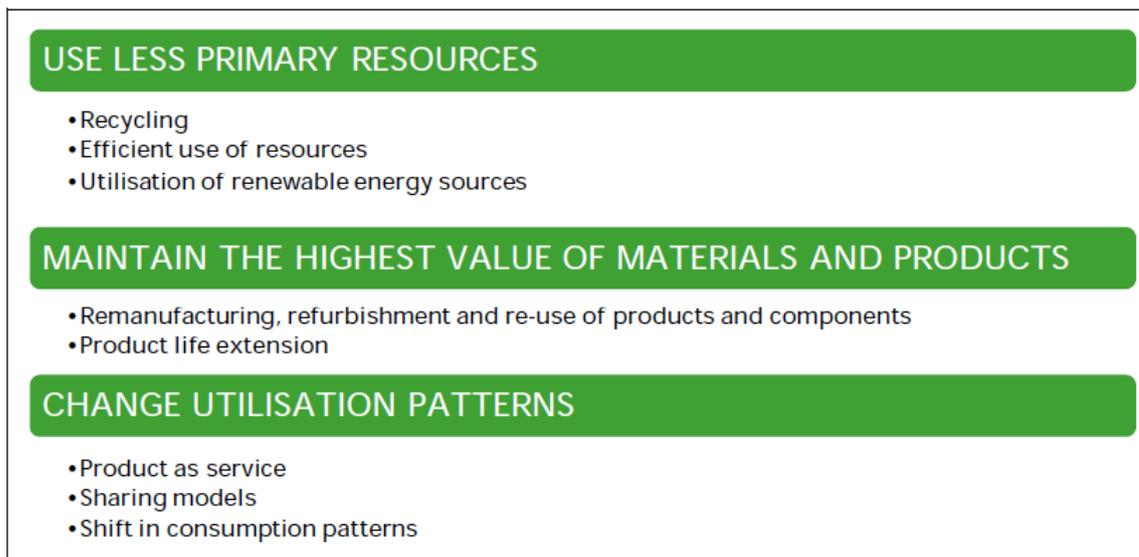 USE LESS PRIMARY RESOURCES
•Recycling
•Efficient use of resources
•Utilisation of renewable energy sources
MAINTAIN THE HIGHEST VALUE OF MATERIALS AND PRODUCTS
•Remanufacturing, refurbishment and re-use of products and components
•Product life extension
CHANGE UTILISATION PATTERNS
•Product as service
•Sharing models
•Shift in consumption patterns